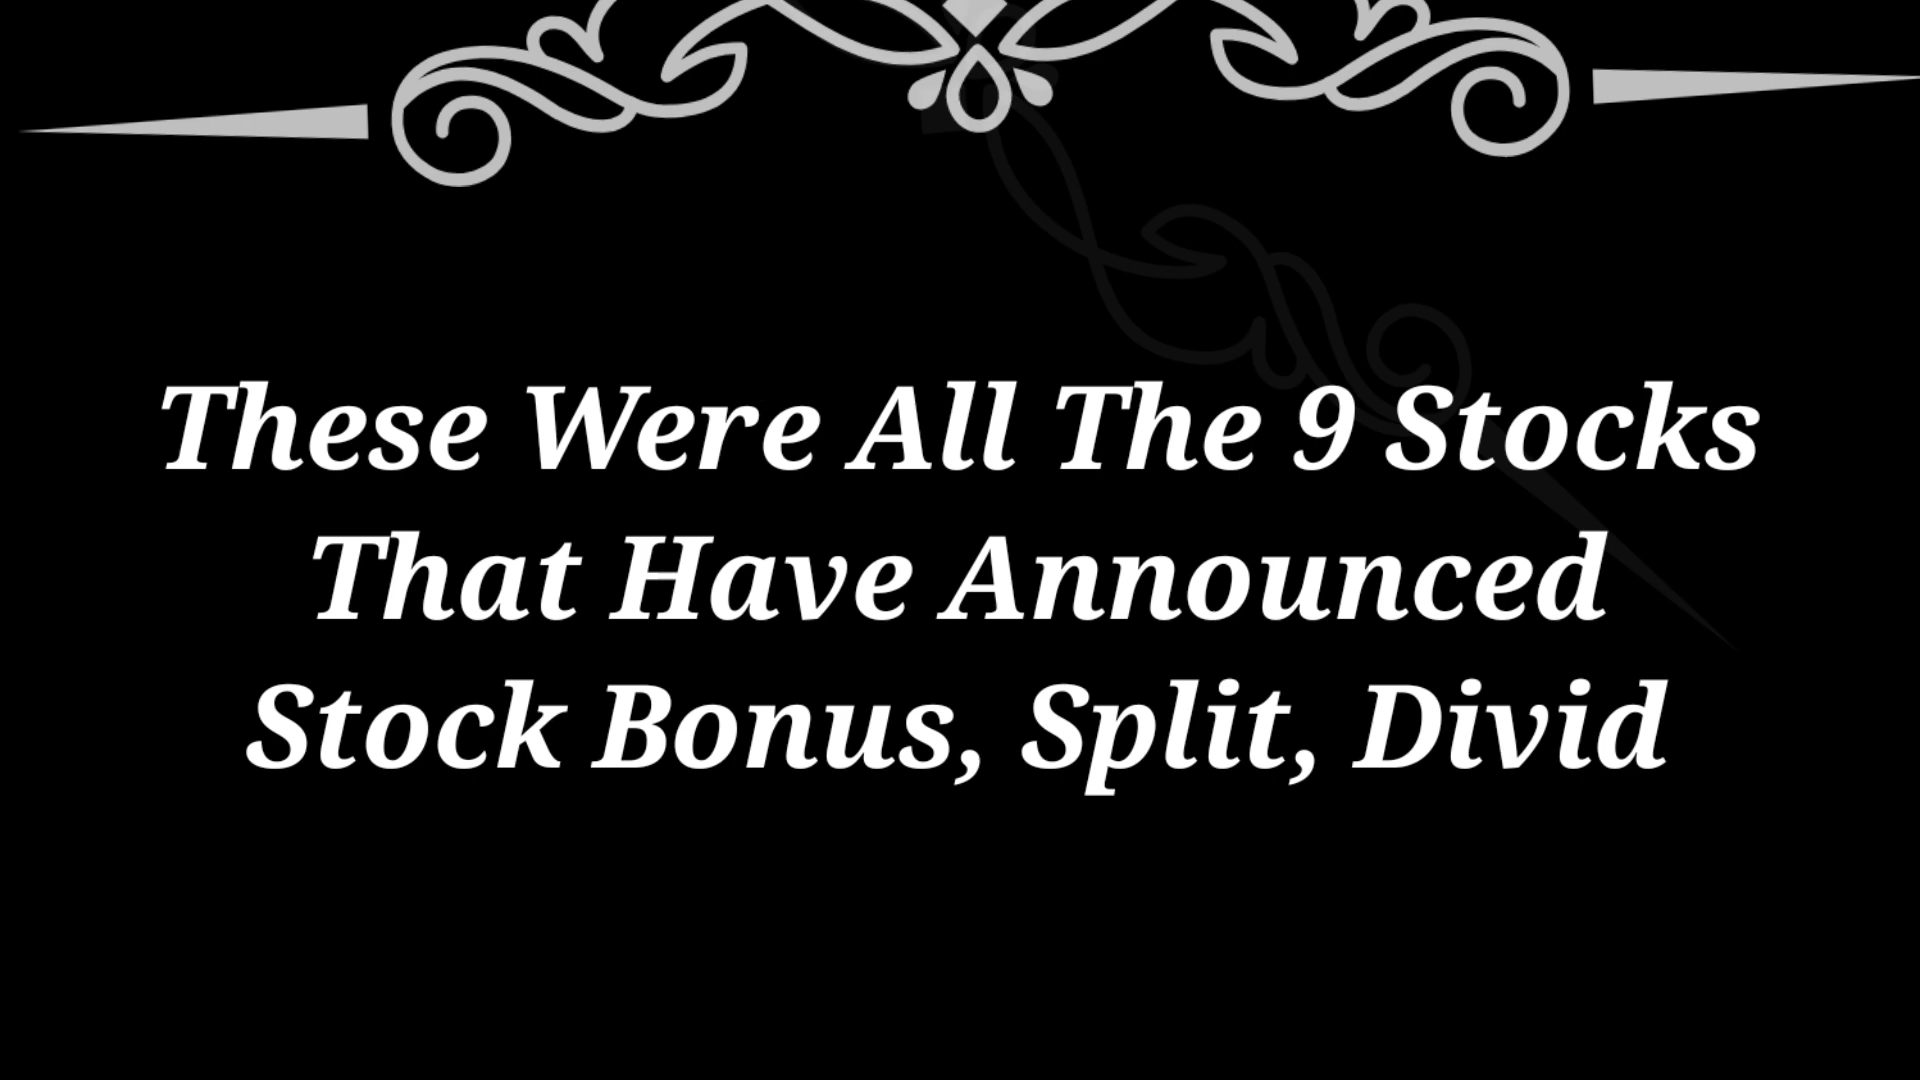 These Were All The 9 Stocks
That Have Announced
Stock Bonus, Split, Divid